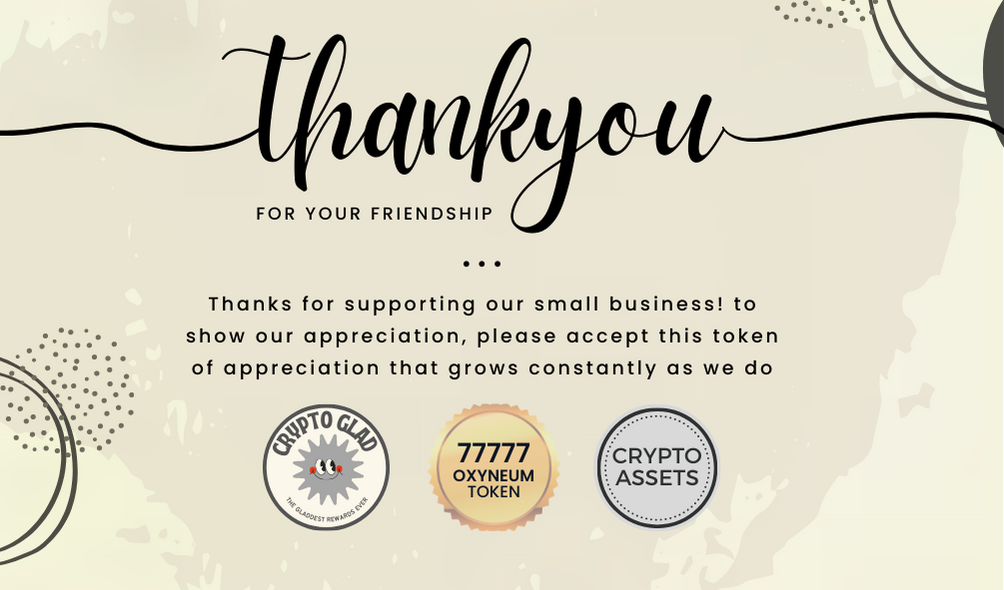 thankyou
FOR YOUR FRIENDSHIP
...
Thanks for supporting our small business! to
show our appreciation, please accept this token
of appreciation that grows constantly as we do
CRYPTO GLAD
THE GLADDEST REWARDS EVER
77777
OXYNEUM
TOKEN
CRYPTO
ASSETS